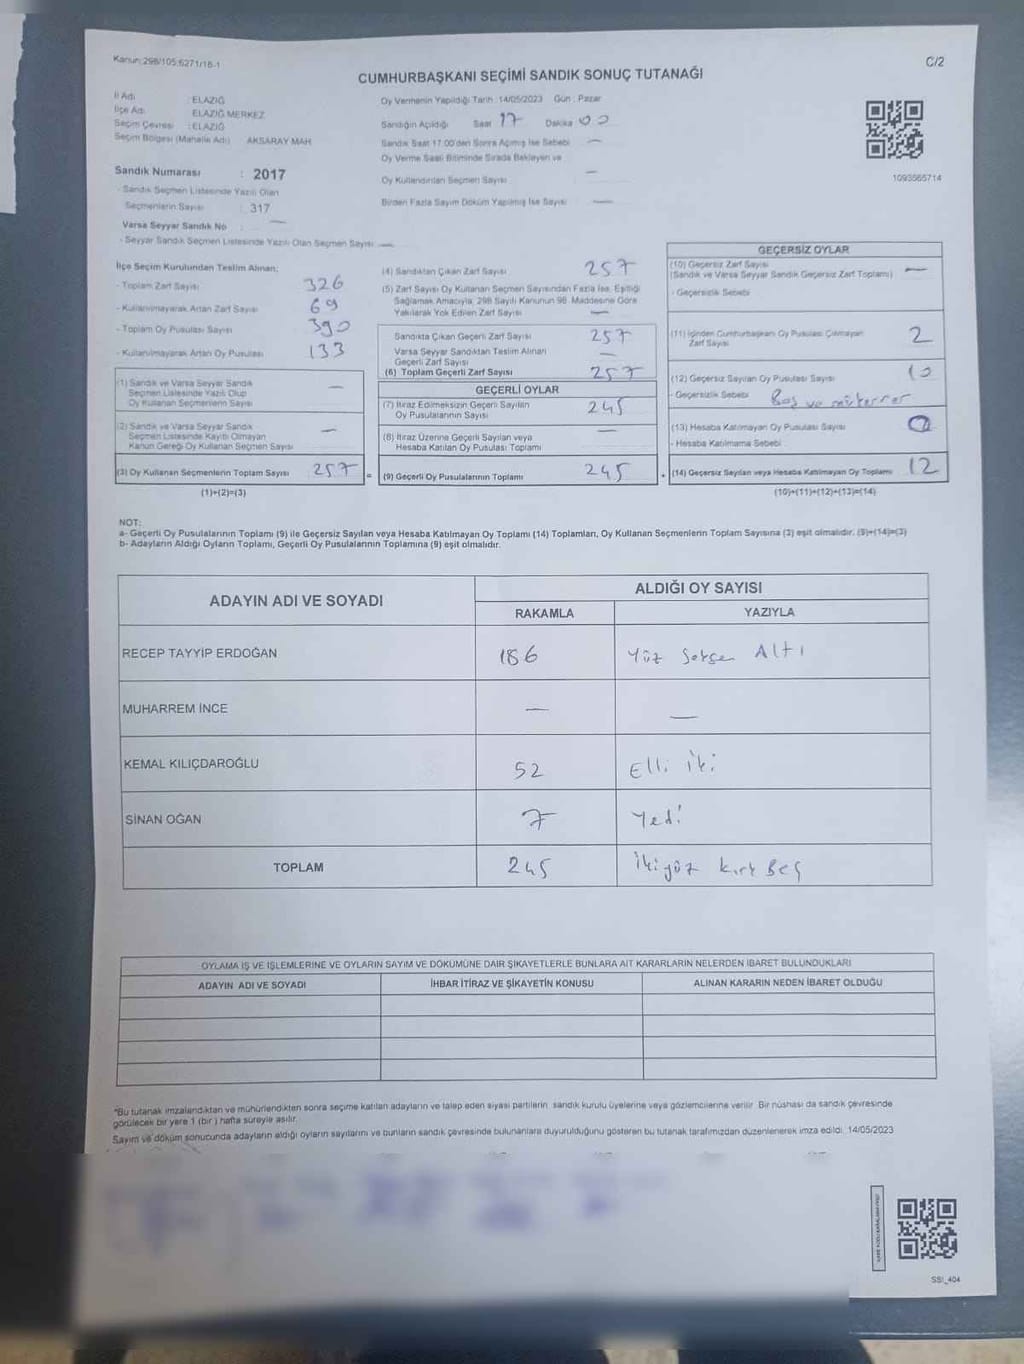 Kanun: 298/105;6271/18-1
C/2
CUMHURBAŞKANI SEÇİMİ SANDIK SONUÇ TUTANAĞI
İl Adı : ELAZIĞ
İlçe Adı : ELAZIĞ MERKEZ
Seçim Çevresi : ELAZIĞ
Seçim Bölgesi (Mahalle Adı) AKSARAY MAH
Sandık Numarası : 2017
- Sandık Seçmen Listesinde Yazılı Olan
Seçmenlerin Sayısı : 317
Varsa Seyyar Sandık No : —
- Seyyar Sandık Seçmen Listesinde Yazılı Olan Seçmen Sayısı —
Oy Vermenin Yapıldığı Tarih : 14/05/2023 Gün : Pazar
Sandığın Açıldığı Saat 17 Dakika 00
Sandık Saat 17:00'den Sonra Açılmış İse Sebebi —
Oy Verme Saati Bitiminde Sırada Bekleyen ve
Oy Kullandırılan Seçmen Sayısı —
Birden Fazla Sayım Döküm Yapılmış İse Sayısı —
1093565714
İlçe Seçim Kurulundan Teslim Alınan;
- Toplam Zarf Sayısı 326
- Kullanılmayarak Artan Zarf Sayısı 69
- Toplam Oy Pusulası Sayısı 390
- Kullanılmayarak Artan Oy Pusulası 133
(1) Sandık ve Varsa Seyyar Sandık
Seçmen Listesinde Yazılı Olup
Oy Kullanan Seçmenlerin Sayısı —
(2) Sandık ve Varsa Seyyar Sandık
Seçmen Listesinde Kayıtlı Olmayan
Kanun Gereği Oy Kullanan Seçmen Sayısı —
(3) Oy Kullanan Seçmenlerin Toplam Sayısı 257 =
(1)+(2)=(3)
(4) Sandıktan Çıkan Zarf Sayısı 257
(5) Zarf Sayısı Oy Kullanan Seçmen Sayısından Fazla İse, Eşitliği
Sağlamak Amacıyla, 298 Sayılı Kanunun 98. Maddesine Göre
Yakılarak Yok Edilen Zarf Sayısı —
Sandıkta Çıkan Geçerli Zarf Sayısı 257
Varsa Seyyar Sandıktan Teslim Alınan
Geçerli Zarf Sayısı —
(6) Toplam Geçerli Zarf Sayısı 257
GEÇERLİ OYLAR
(7) İtiraz Edilmeksizin Geçerli Sayılan
Oy Pusulalarının Sayısı 245
(8) İtiraz Üzerine Geçerli Sayılan veya
Hesaba Katılan Oy Pusulası Toplamı —
(9) Geçerli Oy Pusulalarının Toplamı 245 +
GEÇERSİZ OYLAR
(10) Geçersiz Zarf Sayısı
(Sandık ve Varsa Seyyar Sandık Geçersiz Zarf Toplamı) —
- Geçersizlik Sebebi
(11) İçinden Cumhurbaşkanı Oy Pusulası Çıkmayan
Zarf Sayısı 2
(12) Geçersiz Sayılan Oy Pusulası Sayısı 10
- Geçersizlik Sebebi Boş ve mükerrer
(13) Hesaba Katılmayan Oy Pusulası Sayısı 0
- Hesaba Katılmama Sebebi
(14) Geçersiz Sayılan veya Hesaba Katılmayan Oy Toplamı 12
(10)+(11)+(12)+(13)=(14)
NOT:
a- Geçerli Oy Pusulalarının Toplamı (9) ile Geçersiz Sayılan veya Hesaba Katılmayan Oy Toplamı (14) Toplamları, Oy Kullanan Seçmenlerin Toplam Sayısına (3) eşit olmalıdır. (9)+(14)=(3)
b- Adayların Aldığı Oyların Toplamı, Geçerli Oy Pusulalarının Toplamına (9) eşit olmalıdır.
ADAYIN ADI VE SOYADI
ALDIĞI OY SAYISI
RAKAMLA YAZIYLA
RECEP TAYYİP ERDOĞAN 186 Yüz Seksen Altı
MUHARREM İNCE — —
KEMAL KILIÇDAROĞLU 52 Elli İki
SİNAN OĞAN 7 Yedi
TOPLAM 245 İkiyüz Kırk Beş
OYLAMA İŞ VE İŞLEMLERİNE VE OYLARIN SAYIM VE DÖKÜMÜNE DAİR ŞİKAYETLERLE BUNLARA AİT KARARLARIN NELERDEN İBARET BULUNDUKLARI
ADAYIN ADI VE SOYADI İHBAR İTİRAZ VE ŞİKAYETİN KONUSU ALINAN KARARIN NEDEN İBARET OLDUĞU
*Bu tutanak imzalandıktan ve mühürlendikten sonra seçime katılan adayların ve talep eden siyasi partilerin sandık kurulu üyelerine veya gözlemcilerine verilir. Bir nüshası da sandık çevresinde
görülecek bir yere 1 (bir) hafta süreyle asılır.
Sayım ve döküm sonucunda adayların aldığı oyların sayılarını ve bunların sandık çevresinde bulunanlara duyurulduğunu gösteren bu tutanak tarafımızdan düzenlenerek imza edildi. 14/05/2023
SSI_404